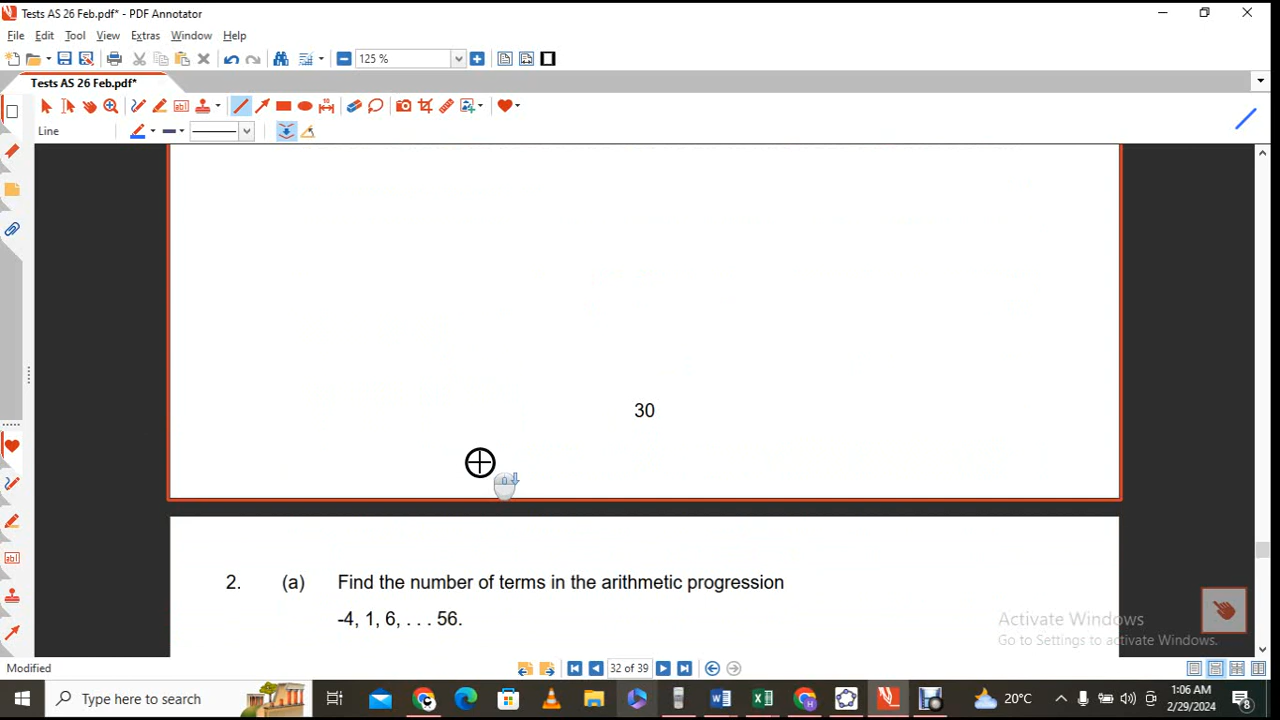 Tests AS 26 Feb.pdf* - PDF Annotator
File Edit Tool View Extras Window Help
125 %
Tests AS 26 Feb.pdf*
Line
30
2. (a) Find the number of terms in the arithmetic progression
-4, 1, 6, . . . 56.
Activate Windows
Go to Settings to activate Windows.
Modified
32 of 39
Type here to search
20°C
1:06 AM
2/29/2024
8